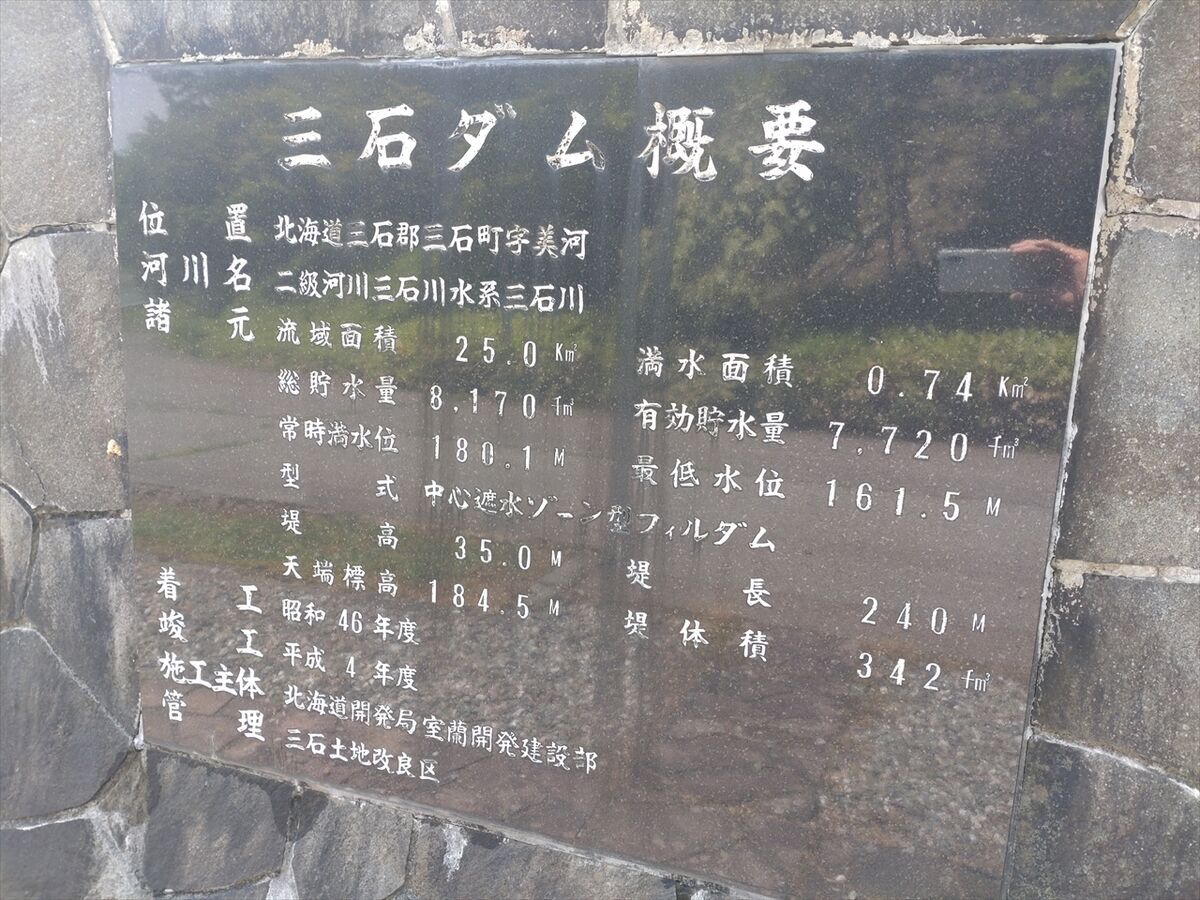 三石ダム概要
位置 北海道三石郡三石町字美河
河川名 二級河川三石川水系三石川
諸元 流域面積 25.0 Km² 満水面積 0.74 Km²
総貯水量 8,170 千m³ 有効貯水量 7,720 千m³
常時満水位 180.1 M 最低水位 161.5 M
型式 中心遮水ゾーン型フィルダム
堤高 35.0 M 堤長 240 M
天端標高 184.5 M 堤体積 342 千m³
着工 昭和46年度
竣工 平成4年度
施工主体 北海道開発局室蘭開発建設部
管理 三石土地改良区